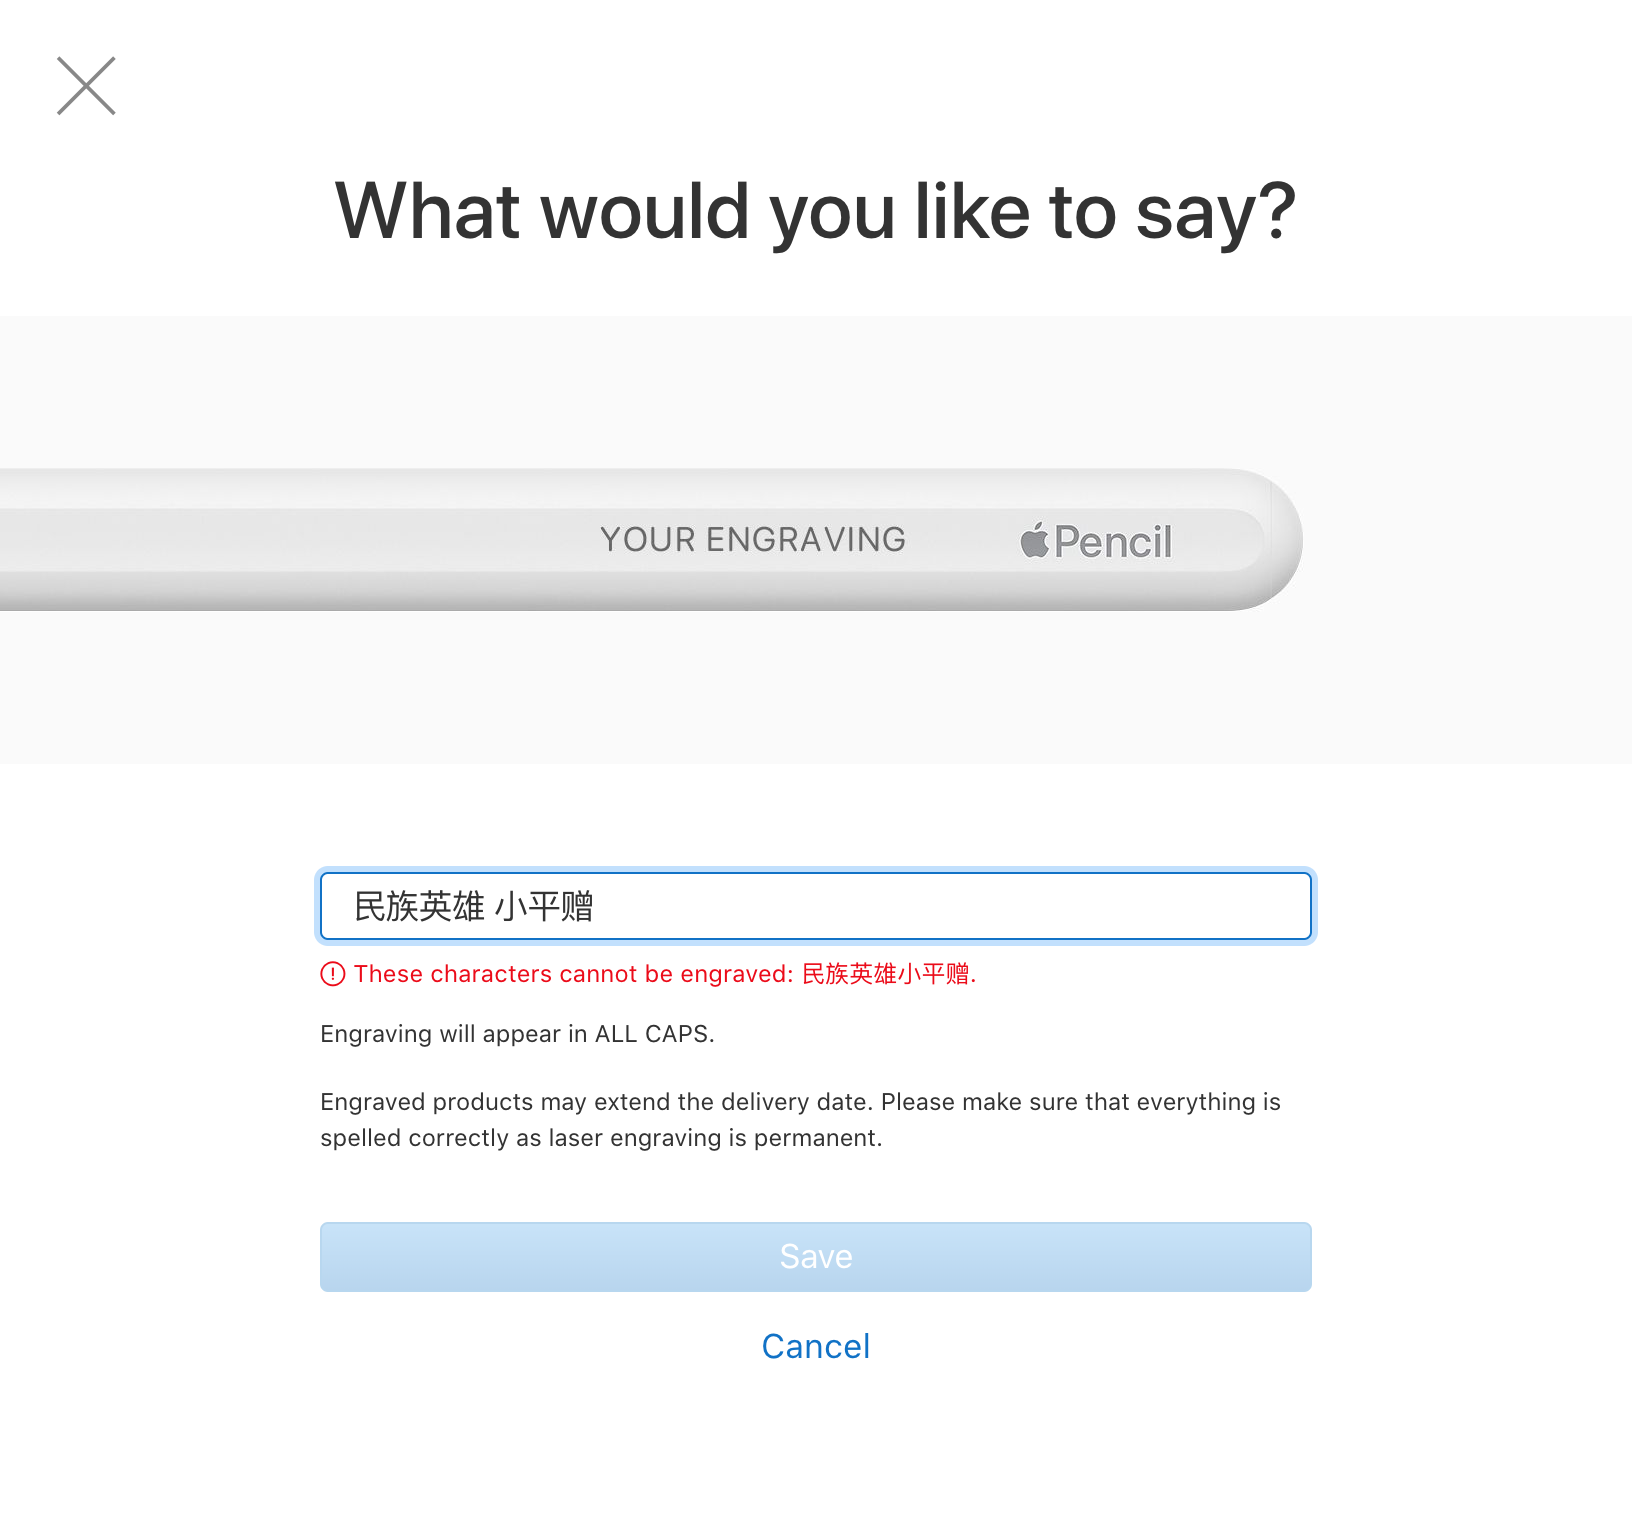 What would you like to say?
YOUR ENGRAVING
Pencil
民族英雄 小平赠
These characters cannot be engraved: 民族英雄小平赠.
Engraving will appear in ALL CAPS.
Engraved products may extend the delivery date. Please make sure that everything is
spelled correctly as laser engraving is permanent.
Save
Cancel